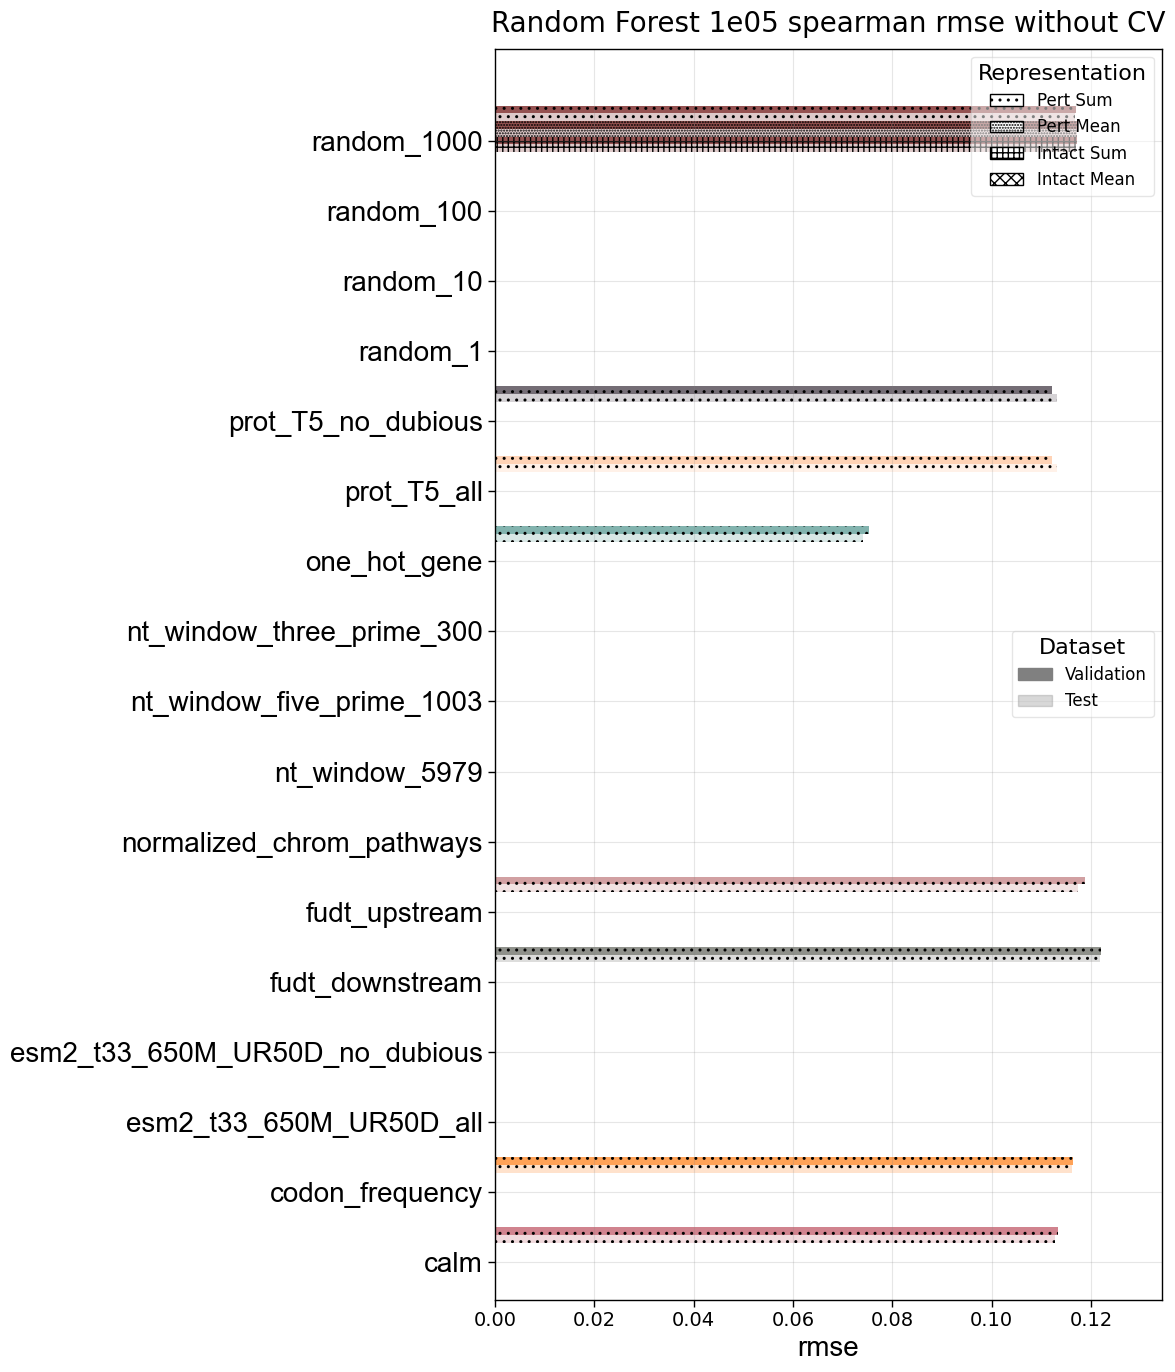 Random Forest 1e05 spearman rmse without CV
Representation
Pert Sum
Pert Mean
Intact Sum
Intact Mean
random_1000
random_100
random_10
random_1
prot_T5_no_dubious
prot_T5_all
one_hot_gene
nt_window_three_prime_300
nt_window_five_prime_1003
nt_window_5979
normalized_chrom_pathways
fudt_upstream
fudt_downstream
esm2_t33_650M_UR50D_no_dubious
esm2_t33_650M_UR50D_all
codon_frequency
calm
Dataset
Validation
Test
0.00 0.02 0.04 0.06 0.08 0.10 0.12
rmse